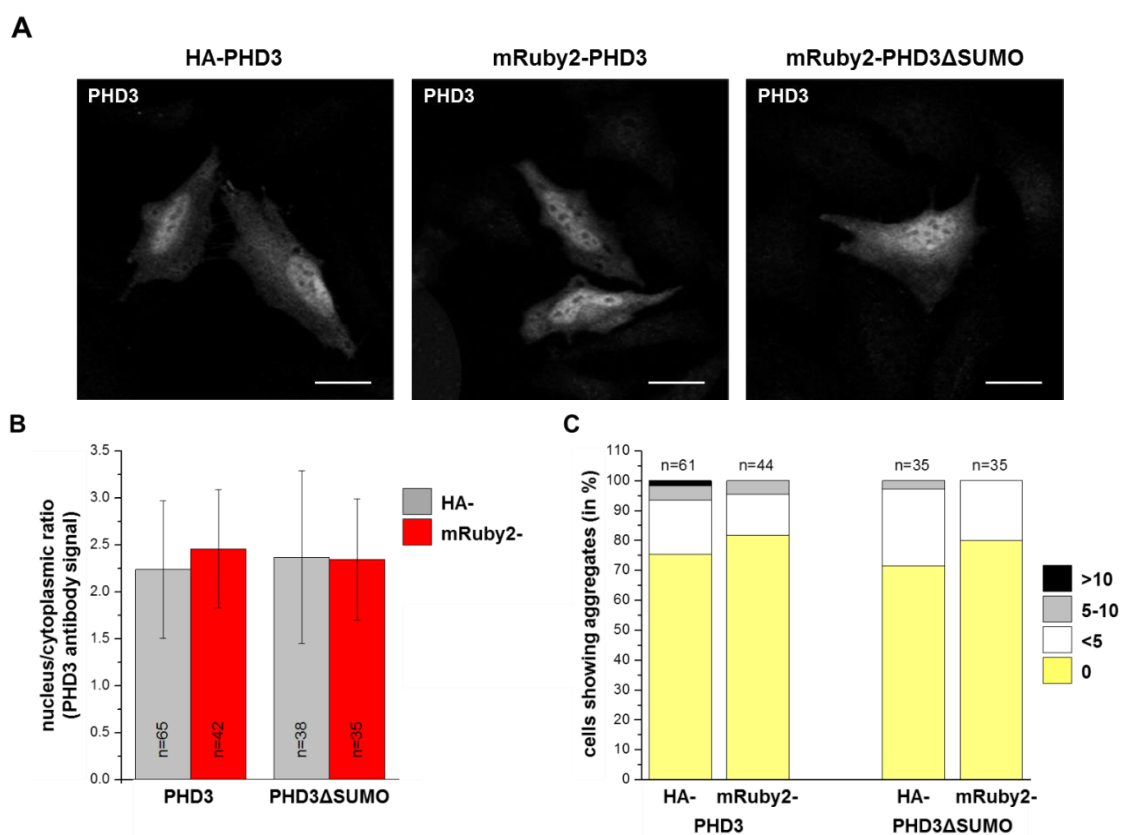 A
HA-PHD3
mRuby2-PHD3
mRuby2-PHD3ΔSUMO
PHD3
PHD3
PHD3
B
nucleus/cytoplasmic ratio
(PHD3 antibody signal)
3.5
3.0
2.5
2.0
1.5
1.0
0.5
0.0
n=65
n=42
n=38
n=35
PHD3
PHD3ΔSUMO
HA-
mRuby2-
C
cells showing aggregates (in %)
110
100
90
80
70
60
50
40
30
20
10
0
n=61
n=44
n=35
n=35
HA-
mRuby2-
HA-
mRuby2-
PHD3
PHD3ΔSUMO
>10
5-10
<5
0